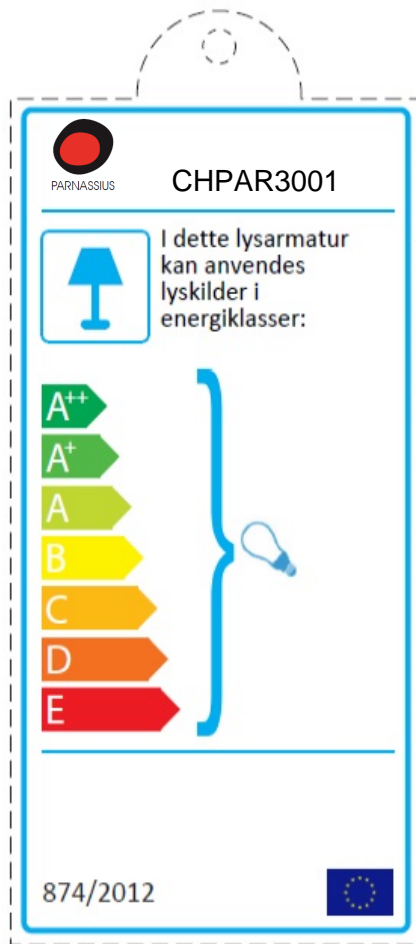 PARNASSIUS
CHPAR3001
I dette lysarmatur
kan anvendes
lyskilder i
energiklasser:
A++
A+
A
B
C
D
E
874/2012